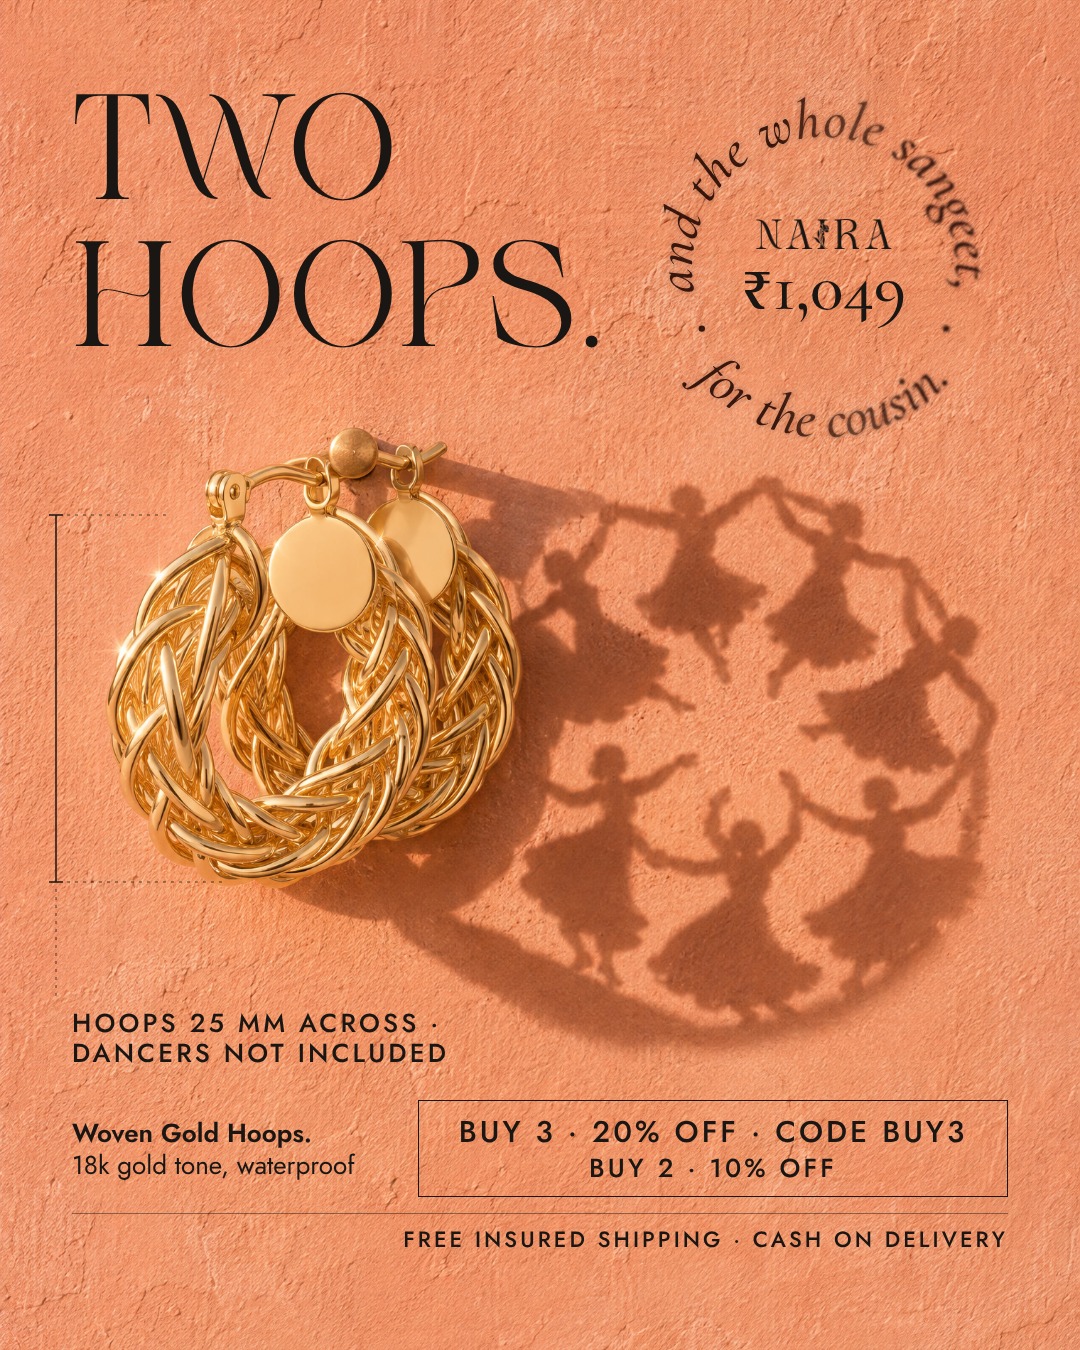 TWO
HOOPS.
and the whole sangeet,
NAIRA
₹1,049
· for the cousin. ·
HOOPS 25 MM ACROSS ·
DANCERS NOT INCLUDED
Woven Gold Hoops.
18k gold tone, waterproof
BUY 3 · 20% OFF · CODE BUY3
BUY 2 · 10% OFF
FREE INSURED SHIPPING · CASH ON DELIVERY